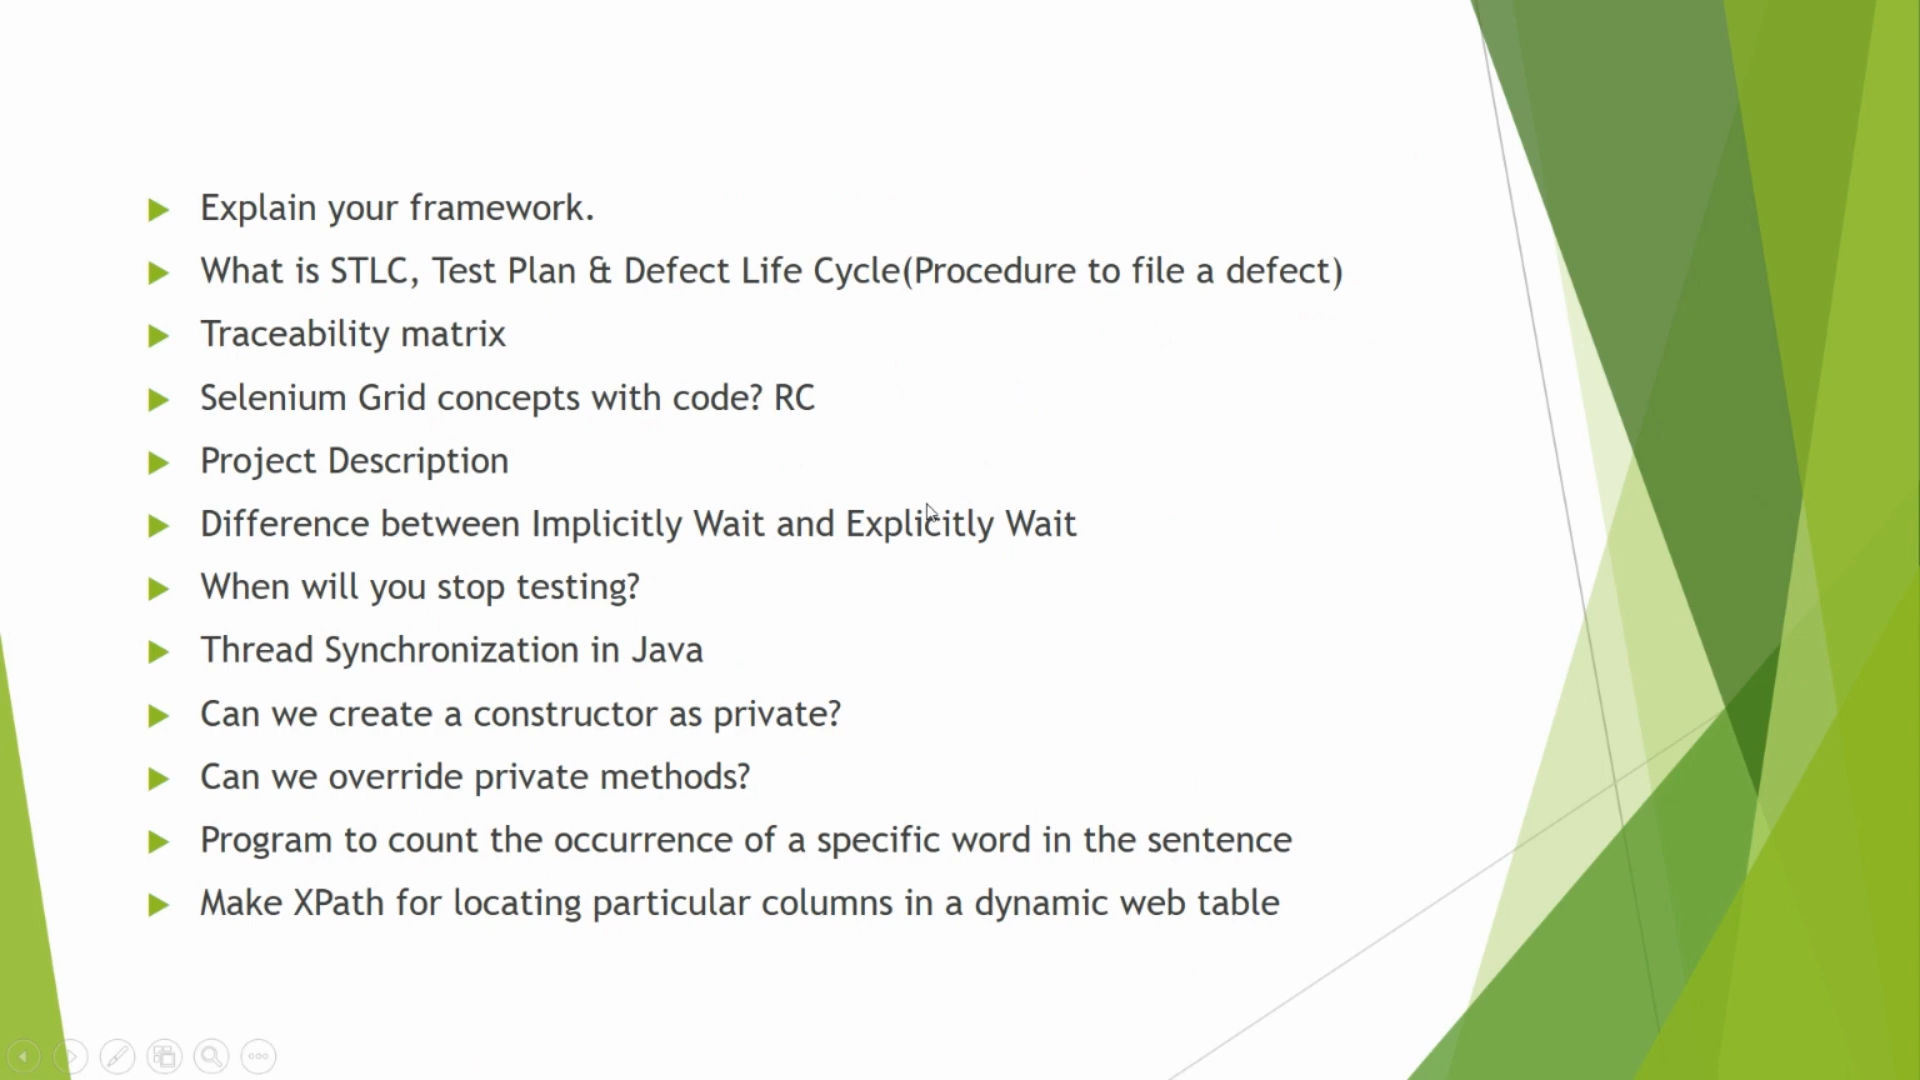 Explain your framework.
What is STLC, Test Plan & Defect Life Cycle(Procedure to file a defect)
Traceability matrix
Selenium Grid concepts with code? RC
Project Description
Difference between Implicitly Wait and Explicitly Wait
When will you stop testing?
Thread Synchronization in Java
Can we create a constructor as private?
Can we override private methods?
Program to count the occurrence of a specific word in the sentence
Make XPath for locating particular columns in a dynamic web table